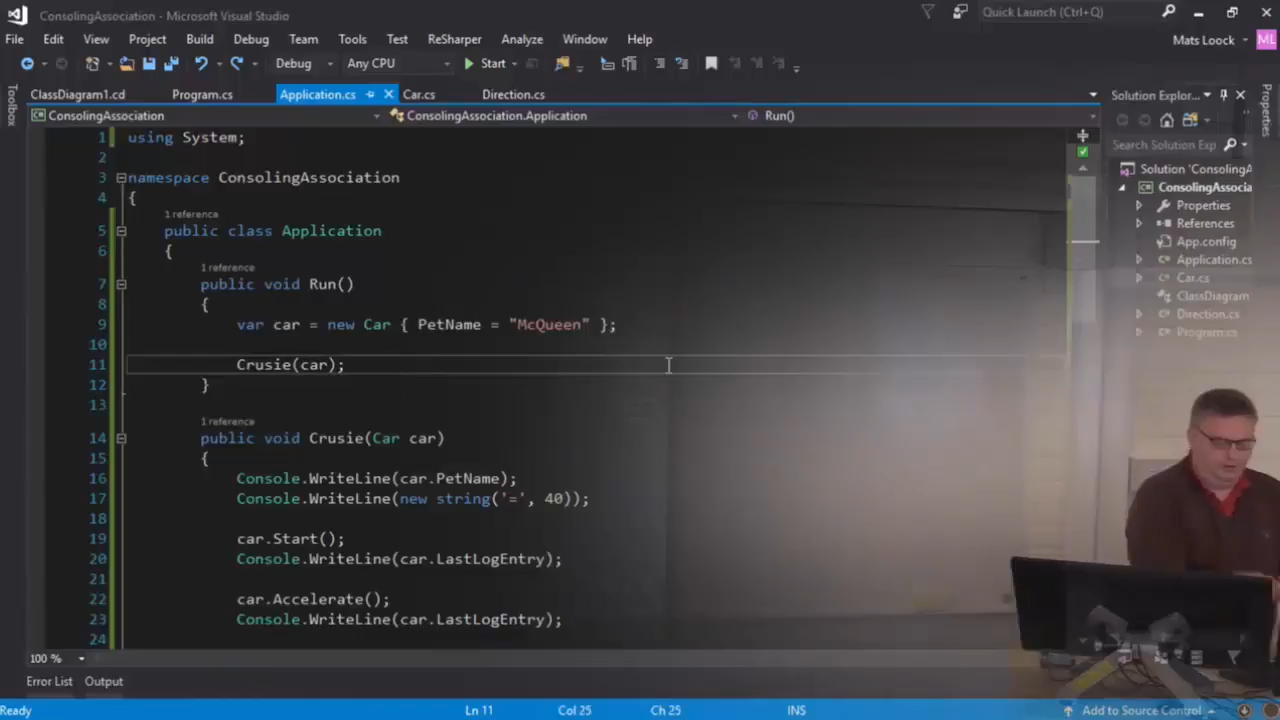 ConsolingAssociation - Microsoft Visual Studio
Quick Launch (Ctrl+Q)
File Edit View Project Build Debug Team Tools Test ReSharper Analyze Window Help
Mats Loock ML
Debug Any CPU Start
Toolbox
ClassDiagram1.cd Program.cs Application.cs Car.cs Direction.cs
ConsolingAssociation ConsolingAssociation.Application Run()
1 using System;
2
3 namespace ConsolingAssociation
4 {
1 reference
5 public class Application
6 {
1 reference
7 public void Run()
8 {
9 var car = new Car { PetName = "McQueen" };
10
11 Crusie(car);
12 }
13
1 reference
14 public void Crusie(Car car)
15 {
16 Console.WriteLine(car.PetName);
17 Console.WriteLine(new string('=', 40));
18
19 car.Start();
20 Console.WriteLine(car.LastLogEntry);
21
22 car.Accelerate();
23 Console.WriteLine(car.LastLogEntry);
24
100 %
Error List Output
Ready Ln 11 Col 25 Ch 25 INS Add to Source Control
Solution Explor...
Search Solution Exp
Solution 'ConsolingA
ConsolingAssocia
Properties
References
App.config
Application.cs
Car.cs
ClassDiagram
Direction.cs
Program.cs
Properties